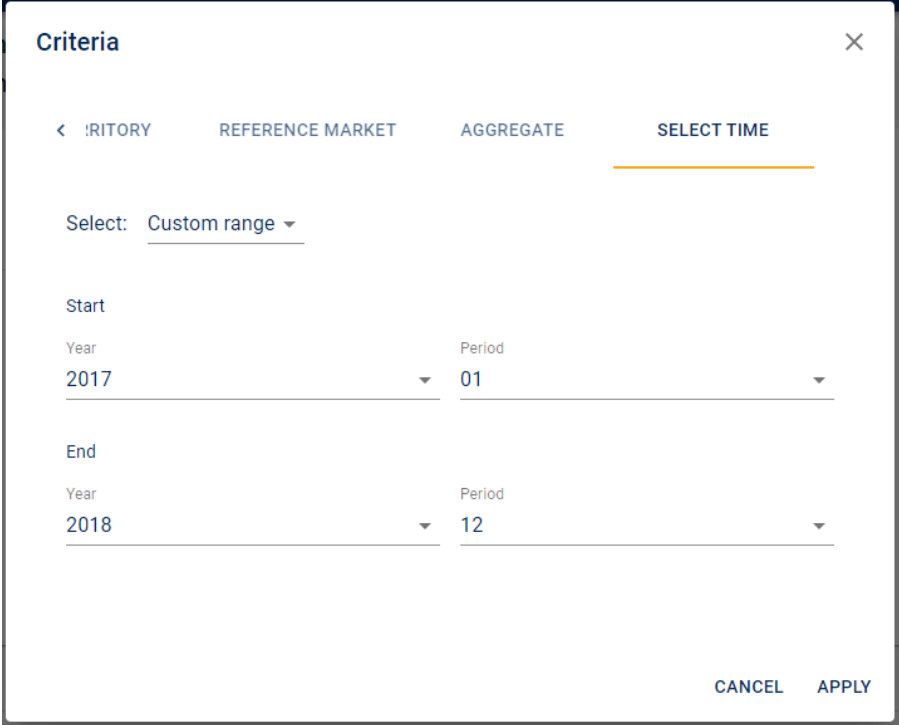 Criteria
RITORY REFERENCE MARKET AGGREGATE SELECT TIME
Select: Custom range
Start
Year Period
2017 01
End
Year Period
2018 12
CANCEL APPLY